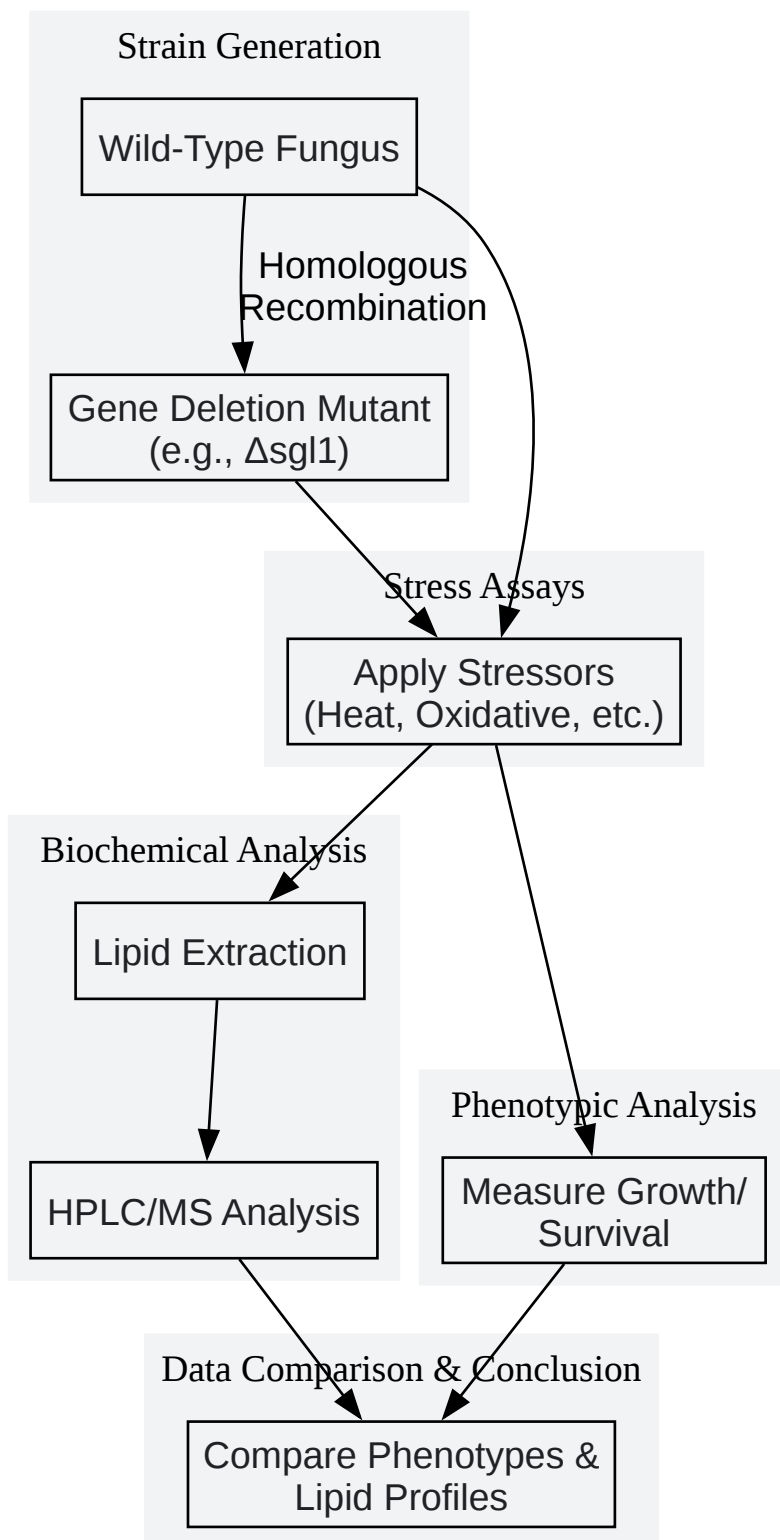 Strain Generation
Wild-Type Fungus
Homologous
Recombination
Gene Deletion Mutant
(e.g., Δsgl1)
Stress Assays
Apply Stressors
(Heat, Oxidative, etc.)
Biochemical Analysis
Lipid Extraction
Phenotypic Analysis
HPLC/MS Analysis
Measure Growth/
Survival
Data Comparison & Conclusion
Compare Phenotypes &
Lipid Profiles